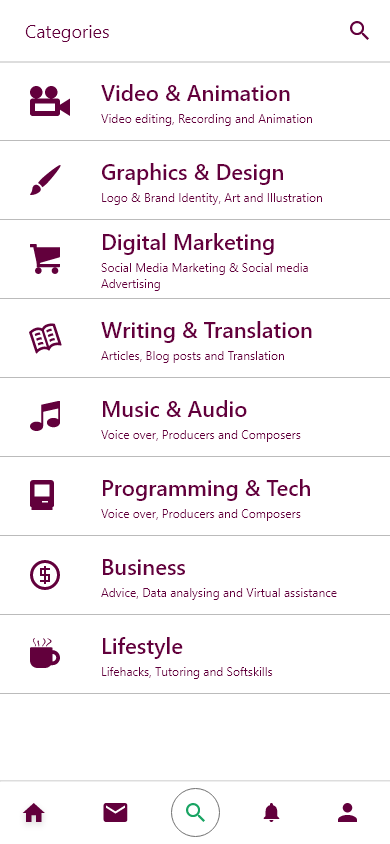 Categories
Video & Animation
Video editing, Recording and Animation
Graphics & Design
Logo & Brand Identity, Art and Illustration
Digital Marketing
Social Media Marketing & Social media
Advertising
Writing & Translation
Articles, Blog posts and Translation
Music & Audio
Voice over, Producers and Composers
Programming & Tech
Voice over, Producers and Composers
Business
Advice, Data analysing and Virtual assistance
Lifestyle
Lifehacks, Tutoring and Softskills